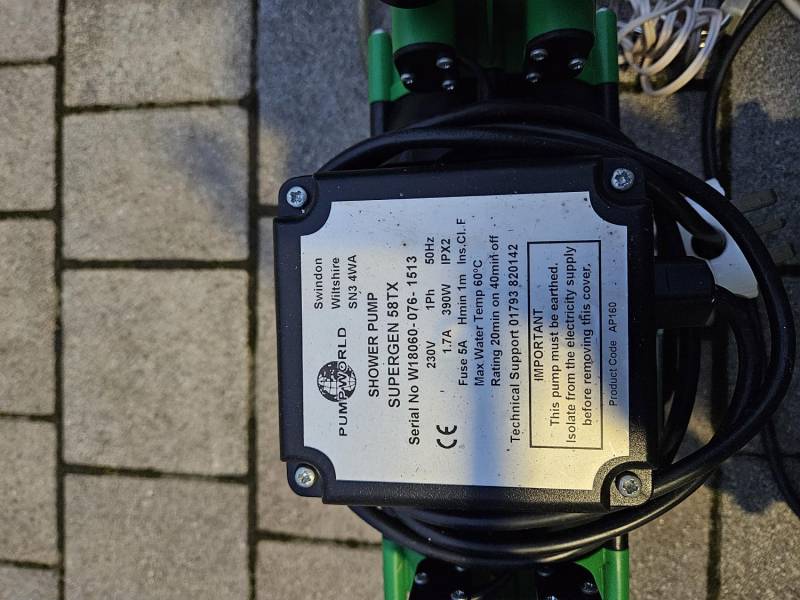 PUMP WORLD
Swindon
Wiltshire
SN3 4WA
SHOWER PUMP
SUPERGEN 58TX
Serial No W18060-076-1513
230V 1Ph 50Hz
1.7A 390W IPX2
Fuse 5A Hmin 1m Ins.Cl. E
Max Water Temp 60°C
Rating 20min on 40min off
CE
Technical Support 01793 820142
IMPORTANT
This pump must be earthed.
Isolate from the electricity supply
before removing this cover.
Product Code AP160